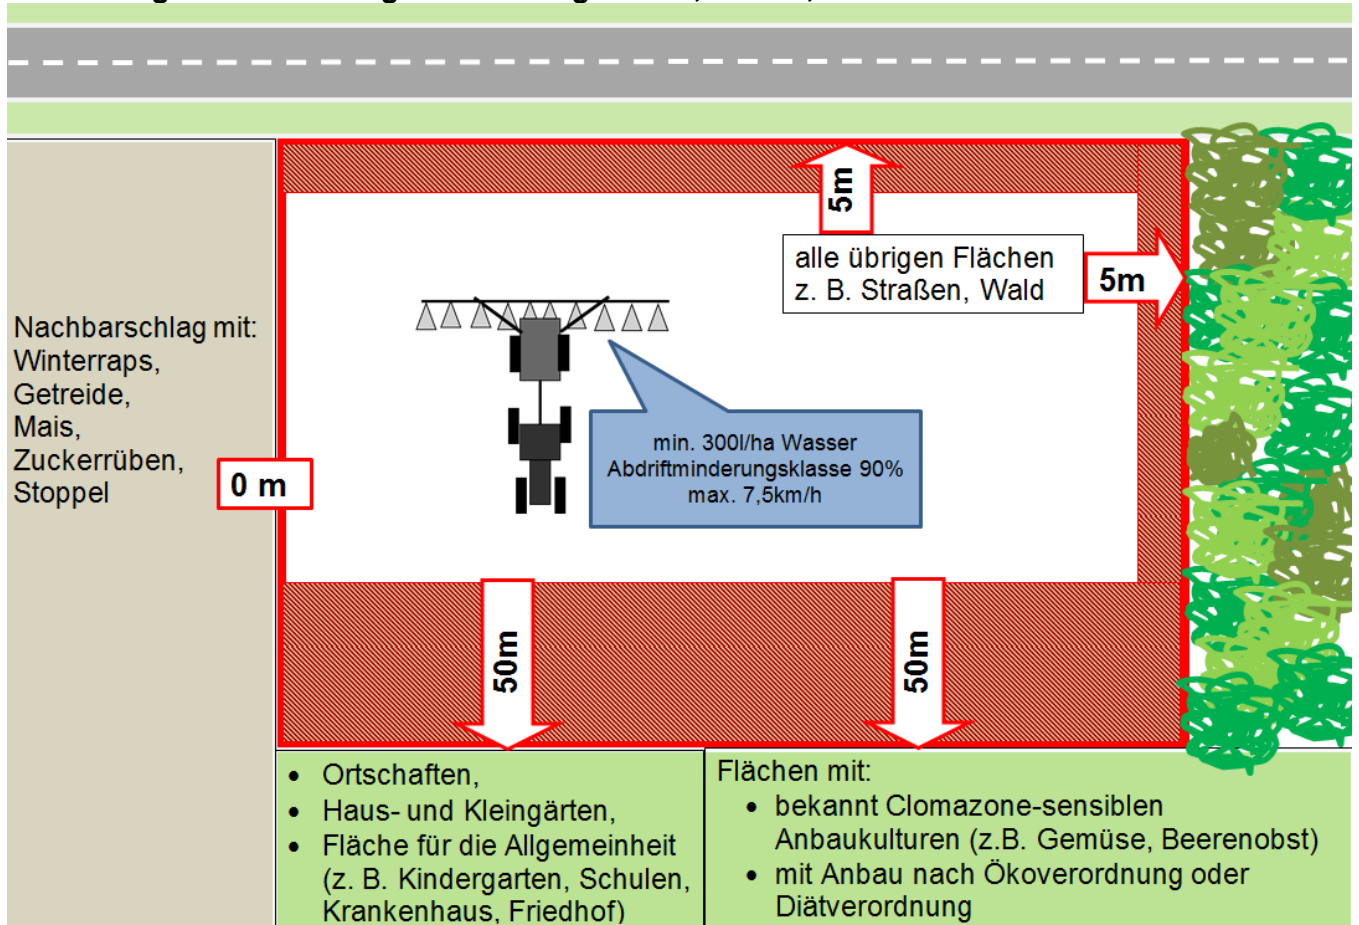 5m
alle übrigen Flächen
z. B. Straßen, Wald
5m
Nachbarschlag mit:
Winterraps,
Getreide,
Mais,
Zuckerrüben,
Stoppel
0 m
min. 300l/ha Wasser
Abdriftminderungsklasse 90%
max. 7,5km/h
50m
50m
• Ortschaften,
• Haus- und Kleingärten,
• Fläche für die Allgemeinheit
(z. B. Kindergarten, Schulen,
Krankenhaus, Friedhof)
Flächen mit:
• bekannt Clomazone-sensiblen
Anbaukulturen (z.B. Gemüse, Beerenobst)
• mit Anbau nach Ökoverordnung oder
Diätverordnung